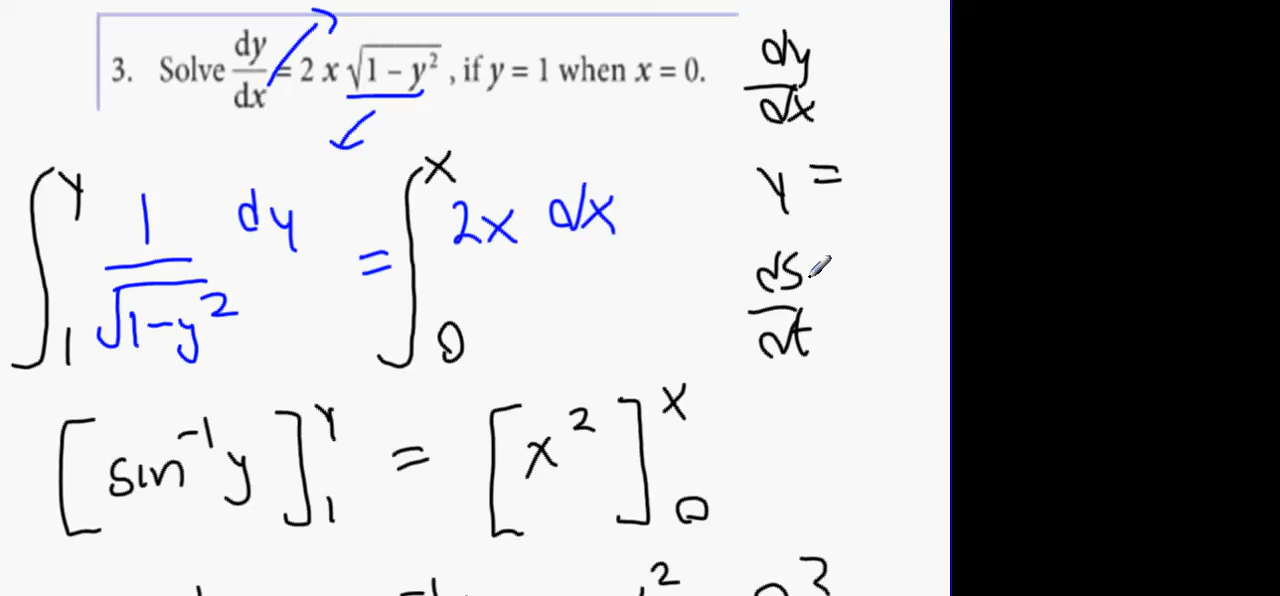 3. Solve dy/dx = 2 x √(1 − y²) , if y = 1 when x = 0.
∫₁^y 1/√(1−y²) dy = ∫₀^x 2x dx
[sin⁻¹ y]₁^y = [x²]₀^x
dy/dx
y =
ds/dt